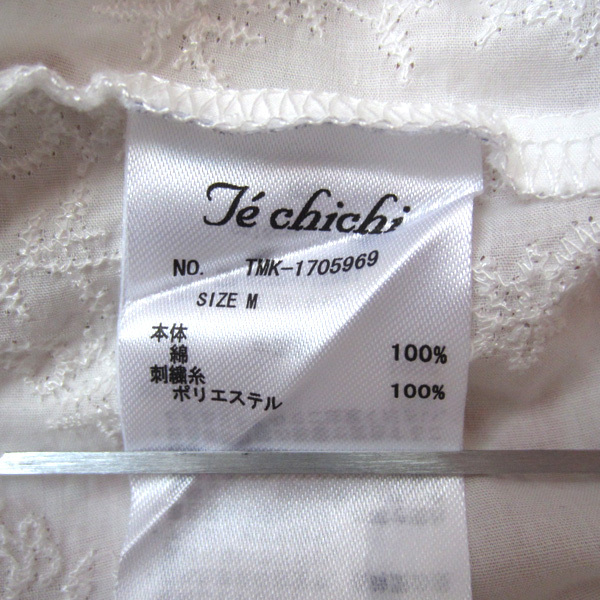 Té chichi
NO. TMK-1705969
SIZE M
本体
綿 100%
刺繍糸
ポリエステル 100%